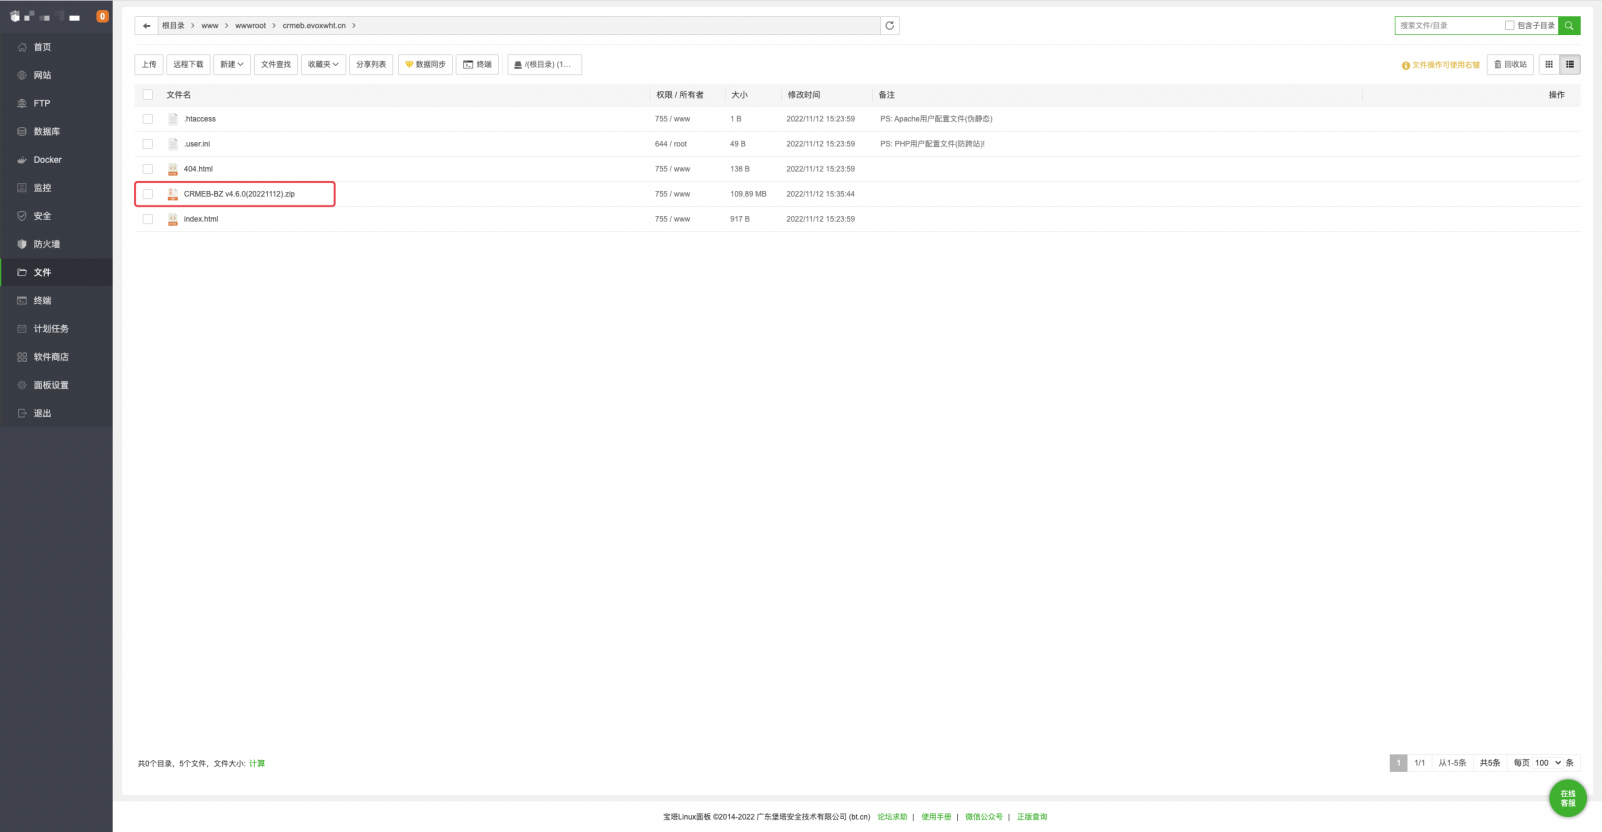 0
首页
网站
FTP
数据库
Docker
监控
安全
防火墙
文件
终端
计划任务
软件商店
面板设置
退出
根目录 > www > wwwroot > crmeb.evoxwht.cn >
搜索文件/目录 包含子目录
上传 远程下载 新建 文件查找 收藏夹 分享列表 数据同步 终端 /(根目录) (1...
文件操作可使用右键 回收站
文件名 权限 / 所有者 大小 修改时间 备注 操作
.htaccess 755 / www 1 B 2022/11/12 15:23:59 PS: Apache用户配置文件(伪静态)
.user.ini 644 / root 49 B 2022/11/12 15:23:59 PS: PHP用户配置文件(防跨站)!
404.html 755 / www 138 B 2022/11/12 15:23:59
CRMEB-BZ v4.6.0(20221112).zip 755 / www 109.89 MB 2022/11/12 15:35:44
index.html 755 / www 917 B 2022/11/12 15:23:59
共0个目录，5个文件，文件大小: 计算
1 1/1 从1-5条 共5条 每页 100 条
在线
客服
宝塔Linux面板 ©2014-2022 广东堡塔安全技术有限公司 (bt.cn) 论坛求助 | 使用手册 | 微信公众号 | 正版查询